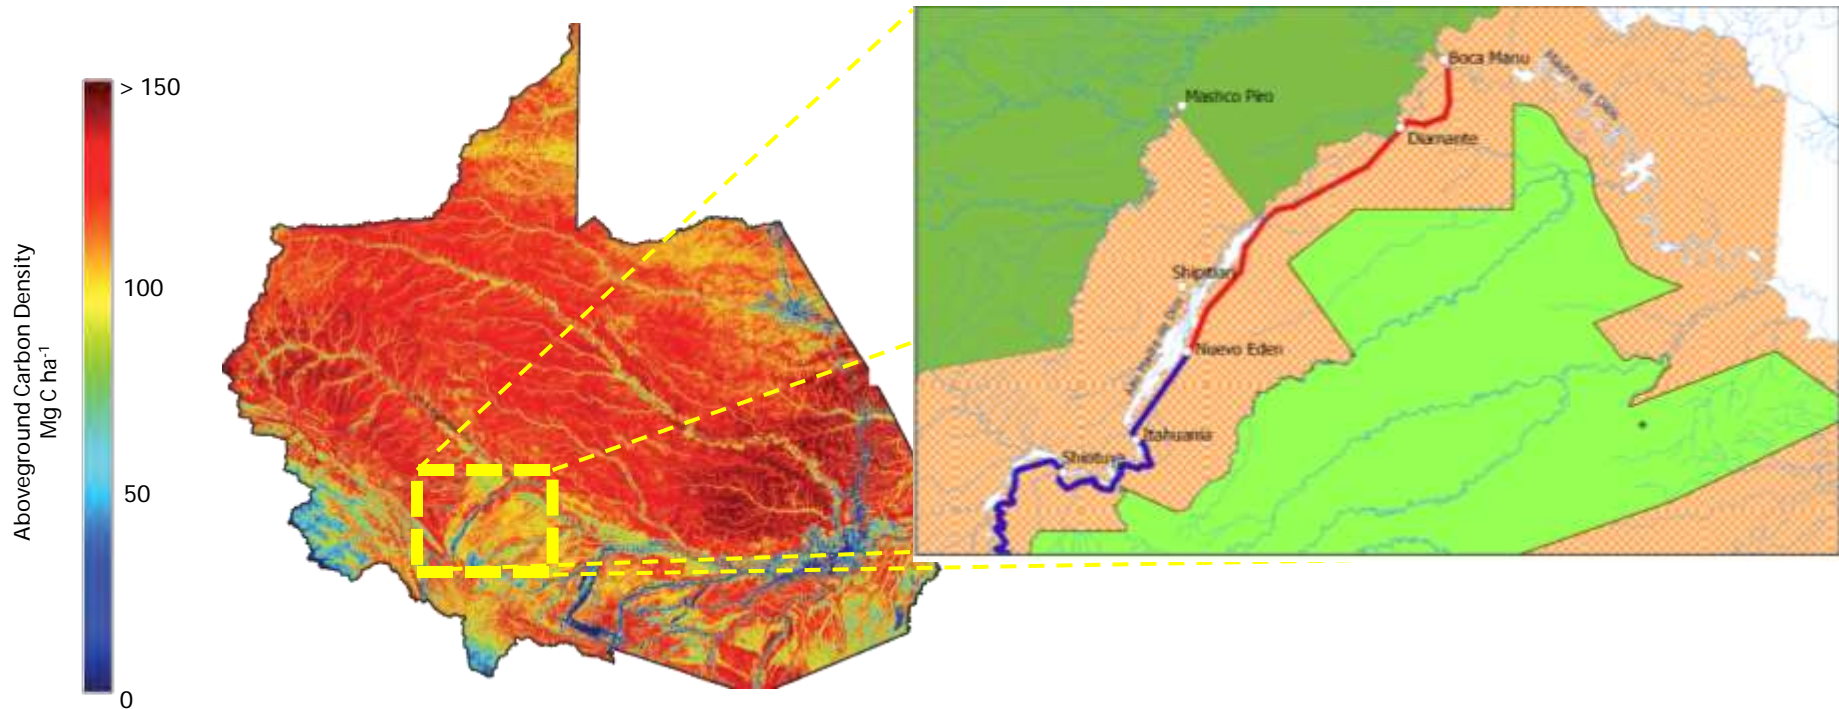 Aboveground Carbon Density
Mg C ha-1
> 150
100
50
0
Boca Manu
Madre de Dios
Mashco Piro
Diamante
Shipitiari
Nuevo Eden
Itahuania
Shintuya